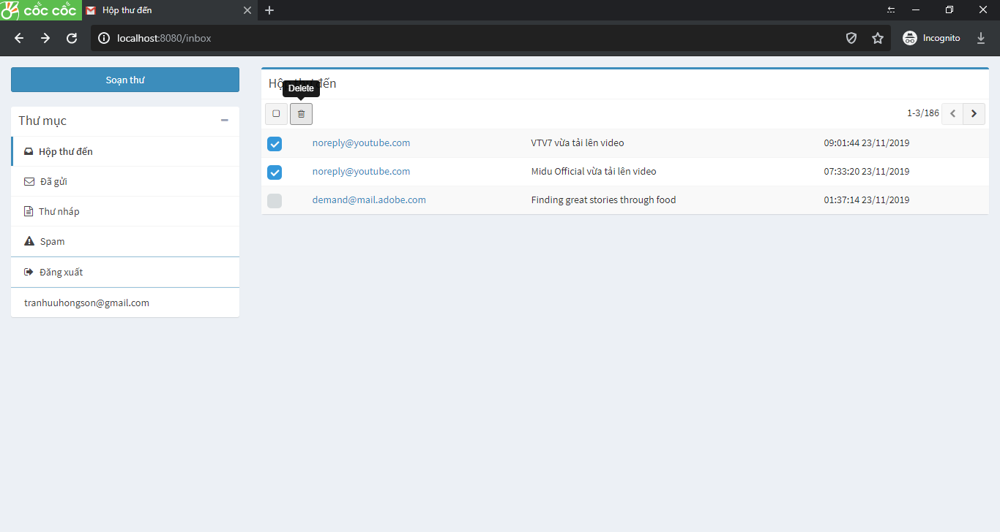 CỐC CỐC
Hộp thư đến
localhost:8080/inbox
Incognito
Soạn thư
Thư mục
Hộp thư đến
Đã gửi
Thư nháp
Spam
Đăng xuất
tranhuuhongson@gmail.com
Hộp thư đến
Delete
1-3/186
noreply@youtube.com VTV7 vừa tải lên video 09:01:44 23/11/2019
noreply@youtube.com Midu Official vừa tải lên video 07:33:20 23/11/2019
demand@mail.adobe.com Finding great stories through food 01:37:14 23/11/2019